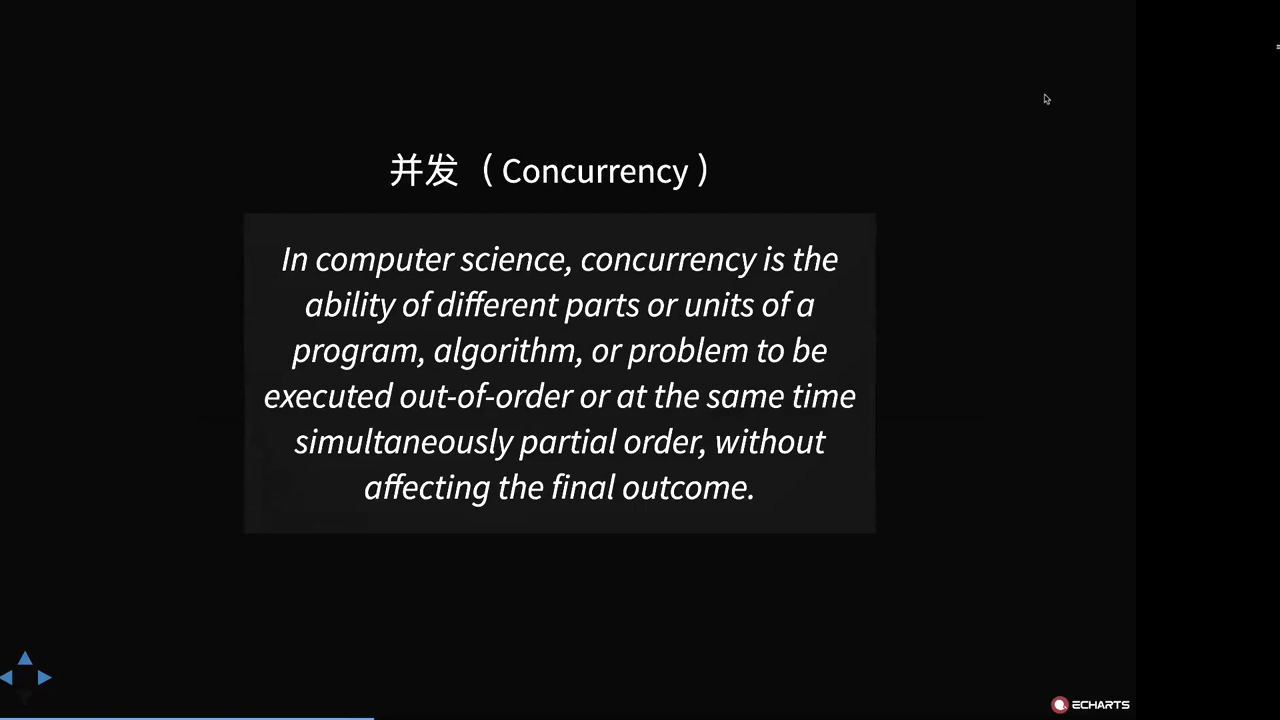 并发（Concurrency）
In computer science, concurrency is the
ability of different parts or units of a
program, algorithm, or problem to be
executed out-of-order or at the same time
simultaneously partial order, without
affecting the final outcome.
ECHARTS